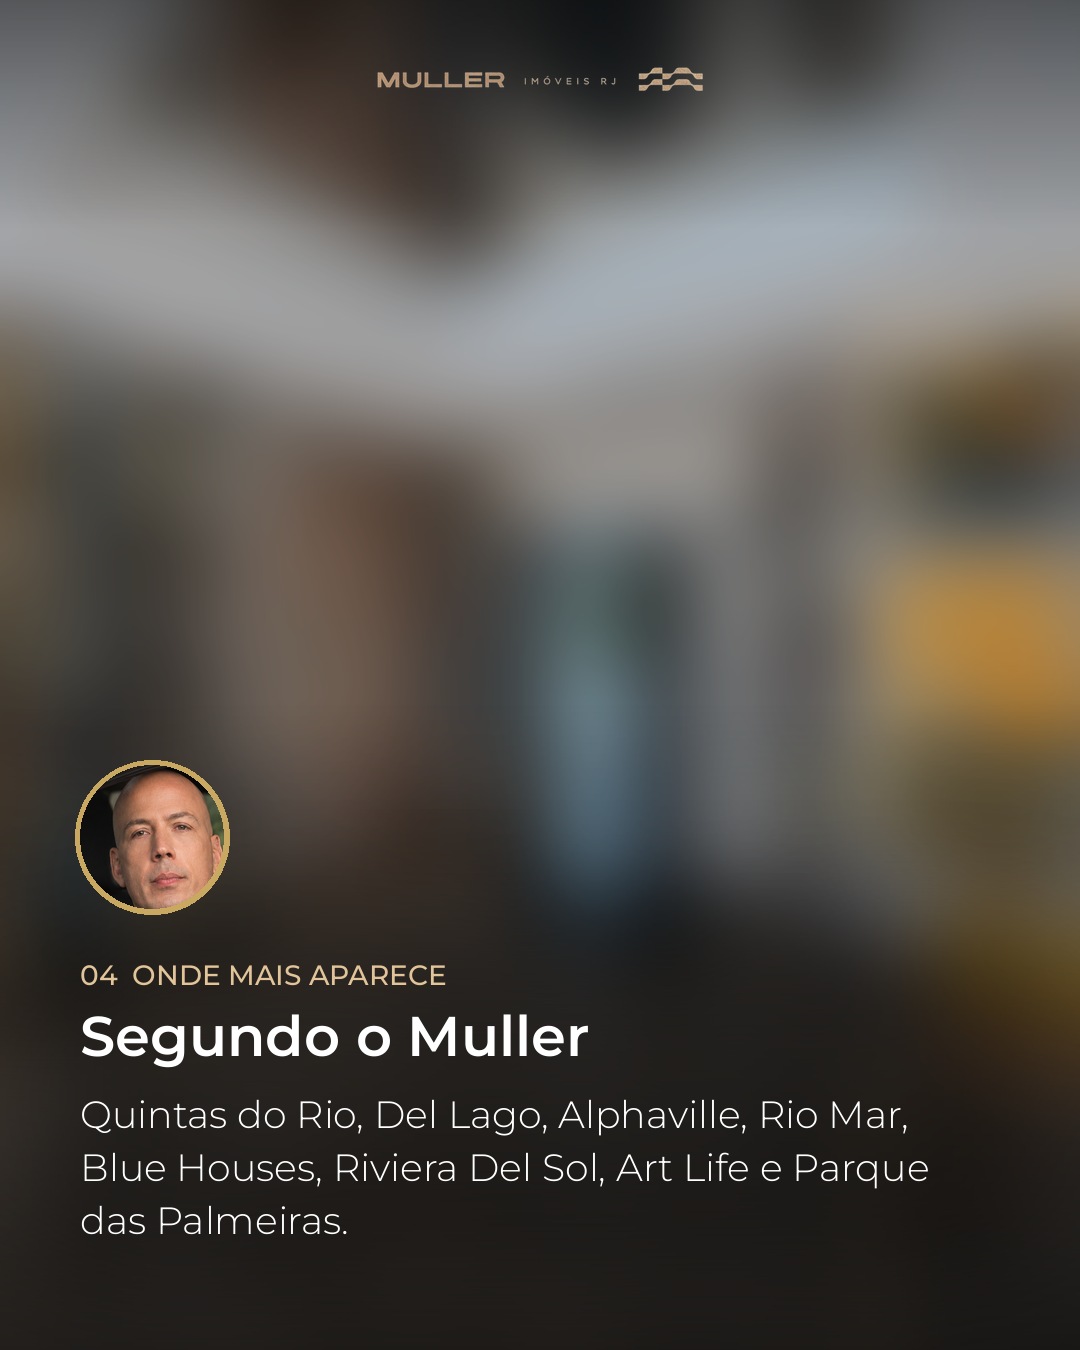 MULLER IMÓVEIS RJ
04 ONDE MAIS APARECE
Segundo o Muller
Quintas do Rio, Del Lago, Alphaville, Rio Mar,
Blue Houses, Riviera Del Sol, Art Life e Parque
das Palmeiras.